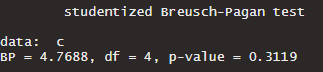 studentized Breusch-Pagan test
data:  c
BP = 4.7688, df = 4, p-value = 0.3119